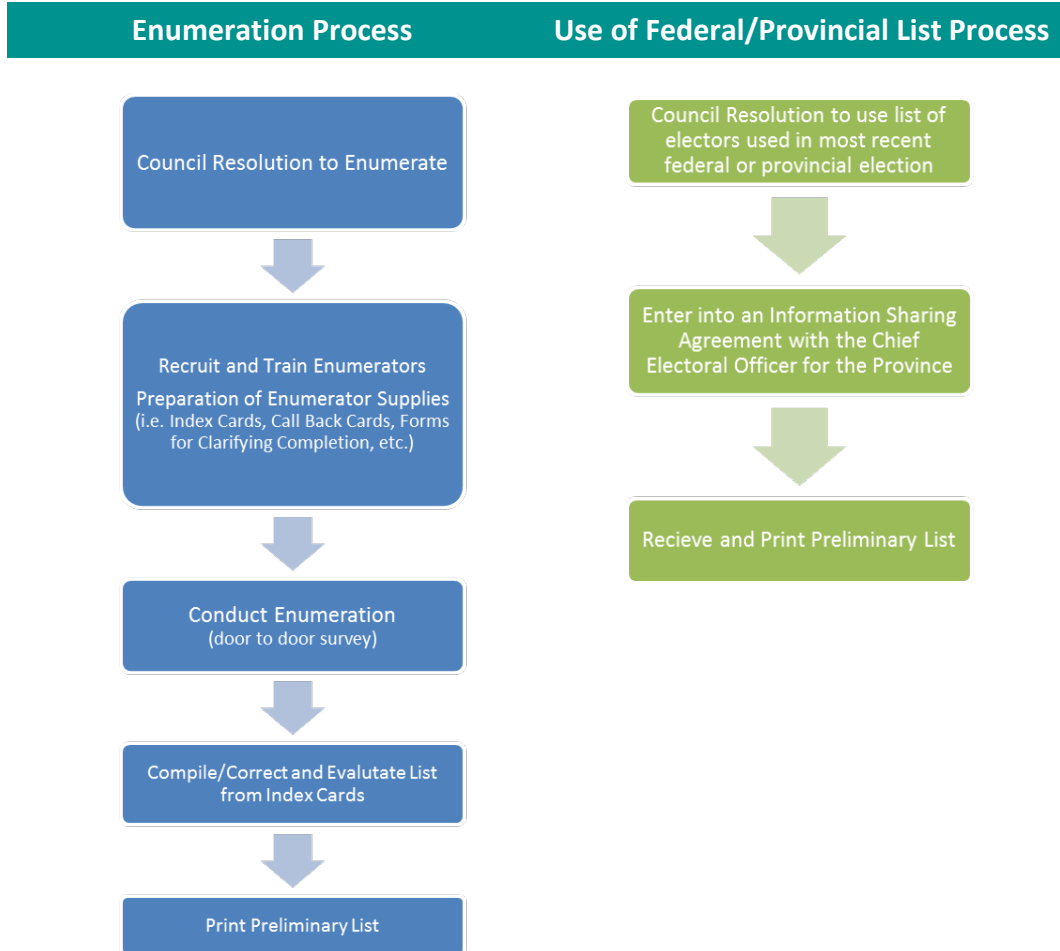 Enumeration Process
Council Resolution to Enumerate
Recruit and Train Enumerators
Preparation of Enumerator Supplies
(i.e. Index Cards, Call Back Cards, Forms
for Clarifying Completion, etc.)
Conduct Enumeration
(door to door survey)
Compile/Correct and Evalutate List
from Index Cards
Print Preliminary List
Use of Federal/Provincial List Process
Council Resolution to use list of
electors used in most recent
federal or provincial election
Enter into an Information Sharing
Agreement with the Chief
Electoral Officer for the Province
Recieve and Print Preliminary List